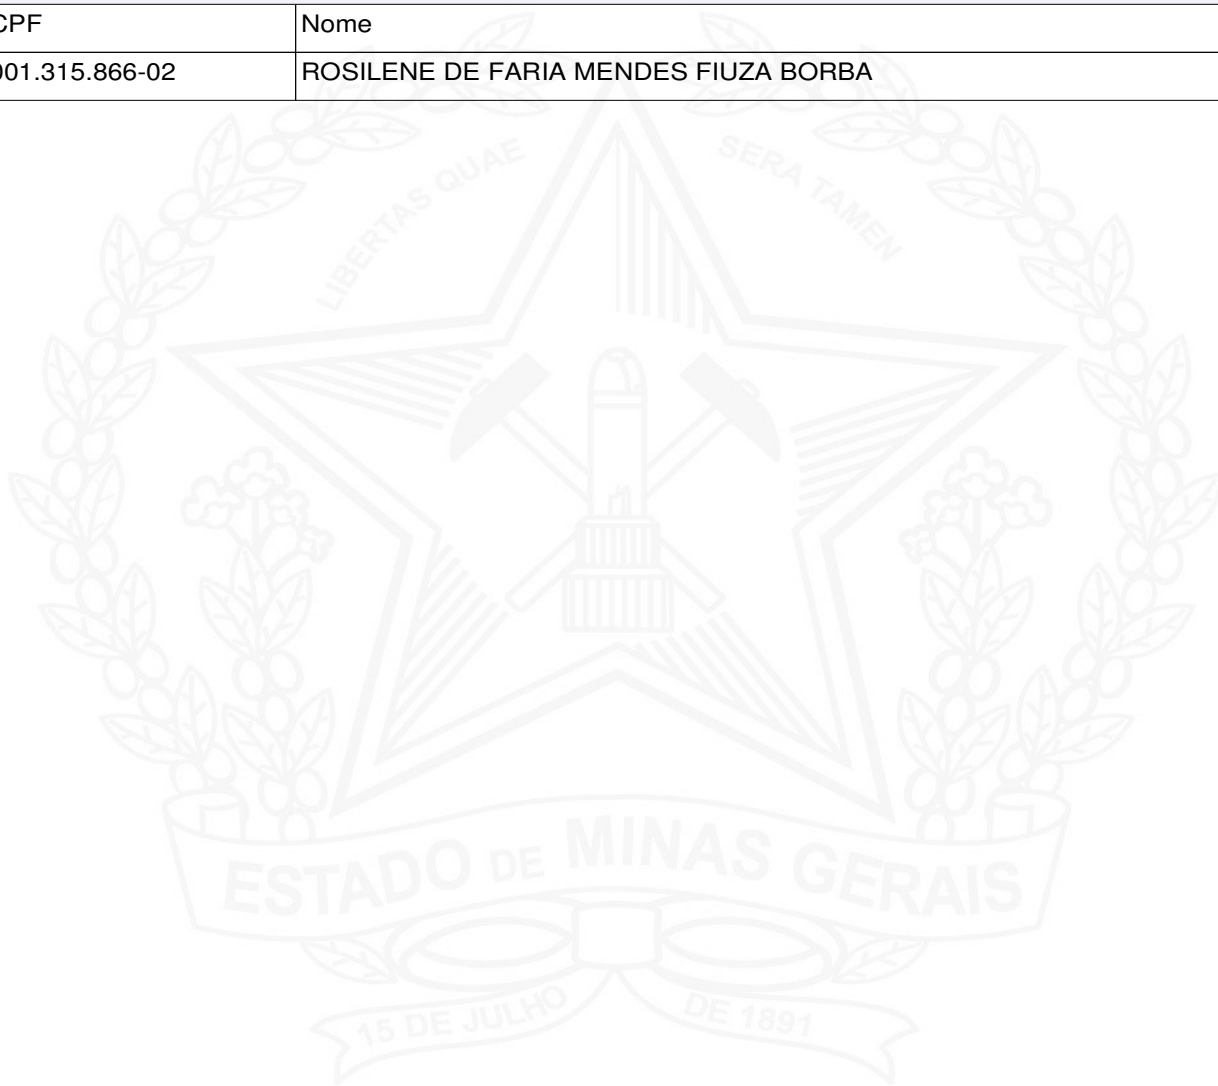 CPF Nome
001.315.866-02 ROSILENE DE FARIA MENDES FIUZA BORBA
LIBERTAS QUAE SERA TAMEN
ESTADO DE MINAS GERAIS
15 DE JULHO DE 1891